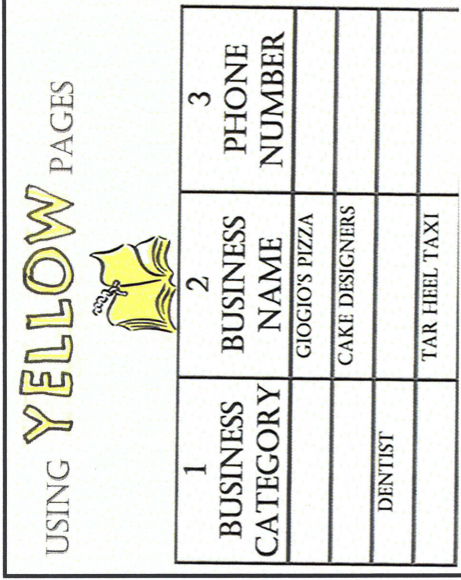 USING YELLOW PAGES
1 2 3
BUSINESS BUSINESS PHONE
CATEGORY NAME NUMBER
GIOGIO'S PIZZA
CAKE DESIGNERS
DENTIST
TAR HEEL TAXI